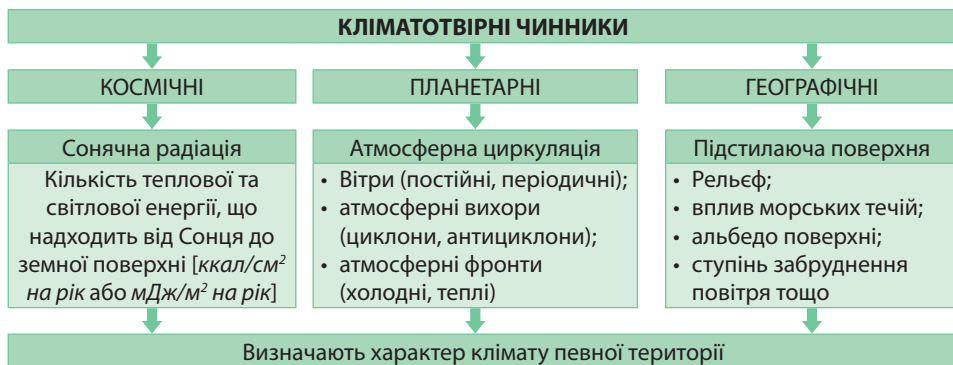 КЛІМАТОТВІРНІ ЧИННИКИ
КОСМІЧНІ
ПЛАНЕТАРНІ
ГЕОГРАФІЧНІ
Сонячна радіація
Кількість теплової та
світлової енергії, що
надходить від Сонця до
земної поверхні [ккал/см²
на рік або мДж/м² на рік]
Атмосферна циркуляція
• Вітри (постійні, періодичні);
• атмосферні вихори
(циклони, антициклони);
• атмосферні фронти
(холодні, теплі)
Підстилаюча поверхня
• Рельєф;
• вплив морських течій;
• альбедо поверхні;
• ступінь забруднення
повітря тощо
Визначають характер клімату певної території